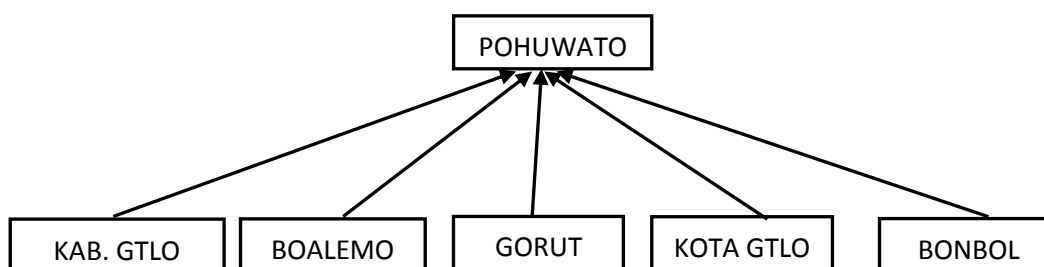 POHUWATO
KAB. GTLO
BOALEMO
GORUT
KOTA GTLO
BONBOL